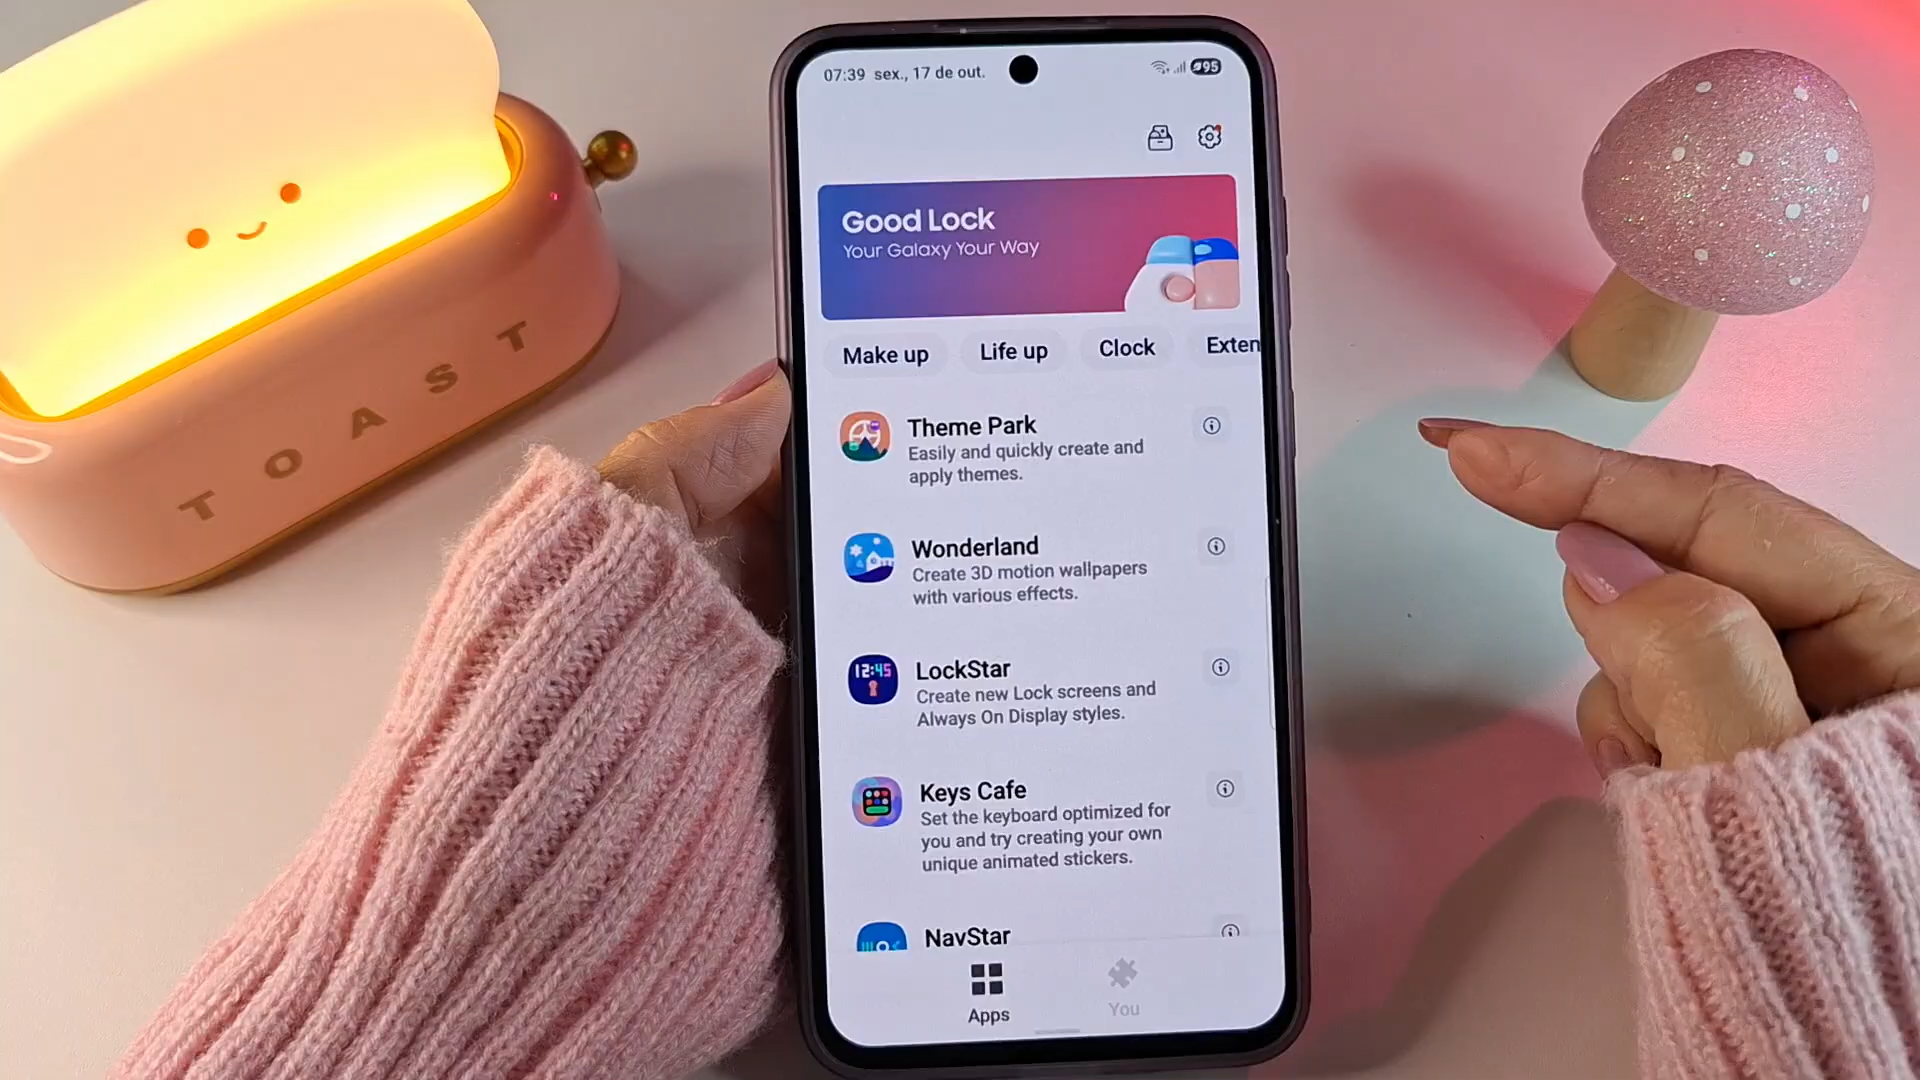 TOAST
07:39 sex., 17 de out.
95
Good Lock
Your Galaxy Your Way
Make up
Life up
Clock
Exten
Theme Park
Easily and quickly create and
apply themes.
Wonderland
Create 3D motion wallpapers
with various effects.
12:45
LockStar
Create new Lock screens and
Always On Display styles.
Keys Cafe
Set the keyboard optimized for
you and try creating your own
unique animated stickers.
NavStar
Apps
You